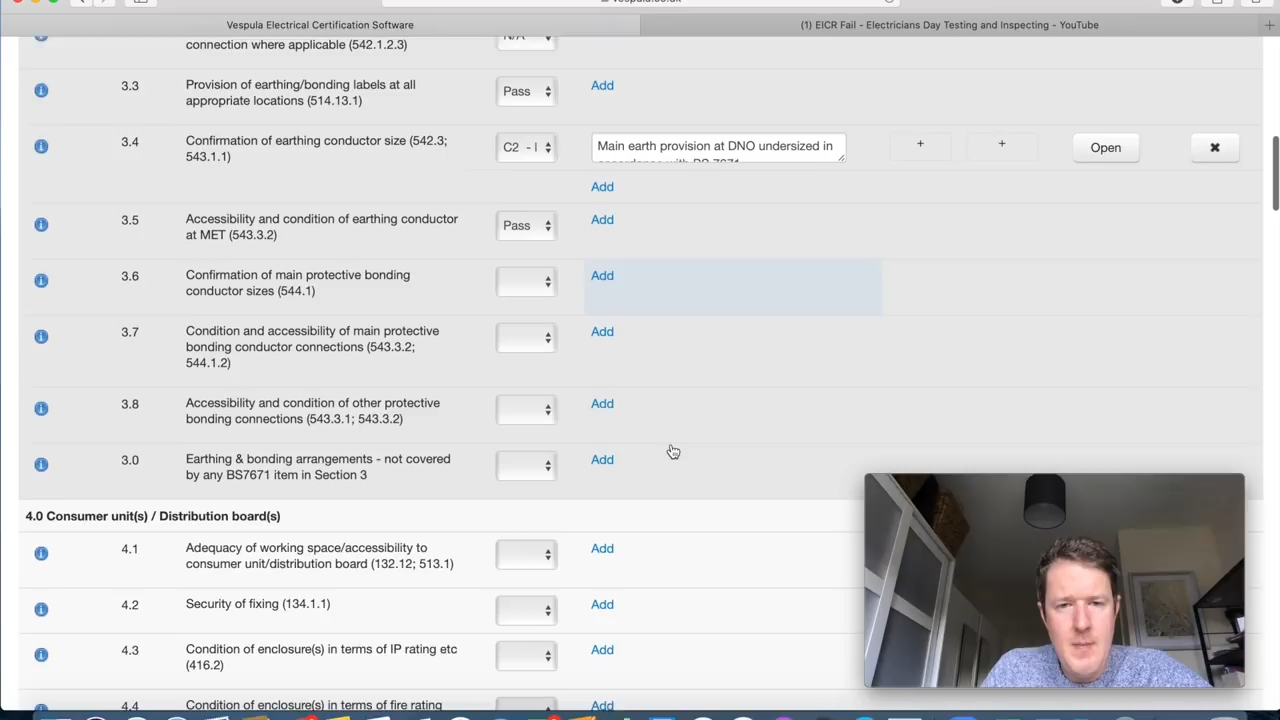 Vespula Electrical Certification Software
(1) EICR Fail - Electricians Day Testing and Inspecting - YouTube
connection where applicable (542.1.2.3)
N/A
3.3
Provision of earthing/bonding labels at all
appropriate locations (514.13.1)
Pass
Add
3.4
Confirmation of earthing conductor size (542.3;
543.1.1)
C2 - I
Main earth provision at DNO undersized in
accordance with BS 7671
+
+
Open
Add
3.5
Accessibility and condition of earthing conductor
at MET (543.3.2)
Pass
Add
3.6
Confirmation of main protective bonding
conductor sizes (544.1)
Add
3.7
Condition and accessibility of main protective
bonding conductor connections (543.3.2;
544.1.2)
Add
3.8
Accessibility and condition of other protective
bonding connections (543.3.1; 543.3.2)
Add
3.0
Earthing & bonding arrangements - not covered
by any BS7671 item in Section 3
Add
4.0 Consumer unit(s) / Distribution board(s)
4.1
Adequacy of working space/accessibility to
consumer unit/distribution board (132.12; 513.1)
Add
4.2
Security of fixing (134.1.1)
Add
4.3
Condition of enclosure(s) in terms of IP rating etc
(416.2)
Add
4.4
Condition of enclosure(s) in terms of fire rating
Add